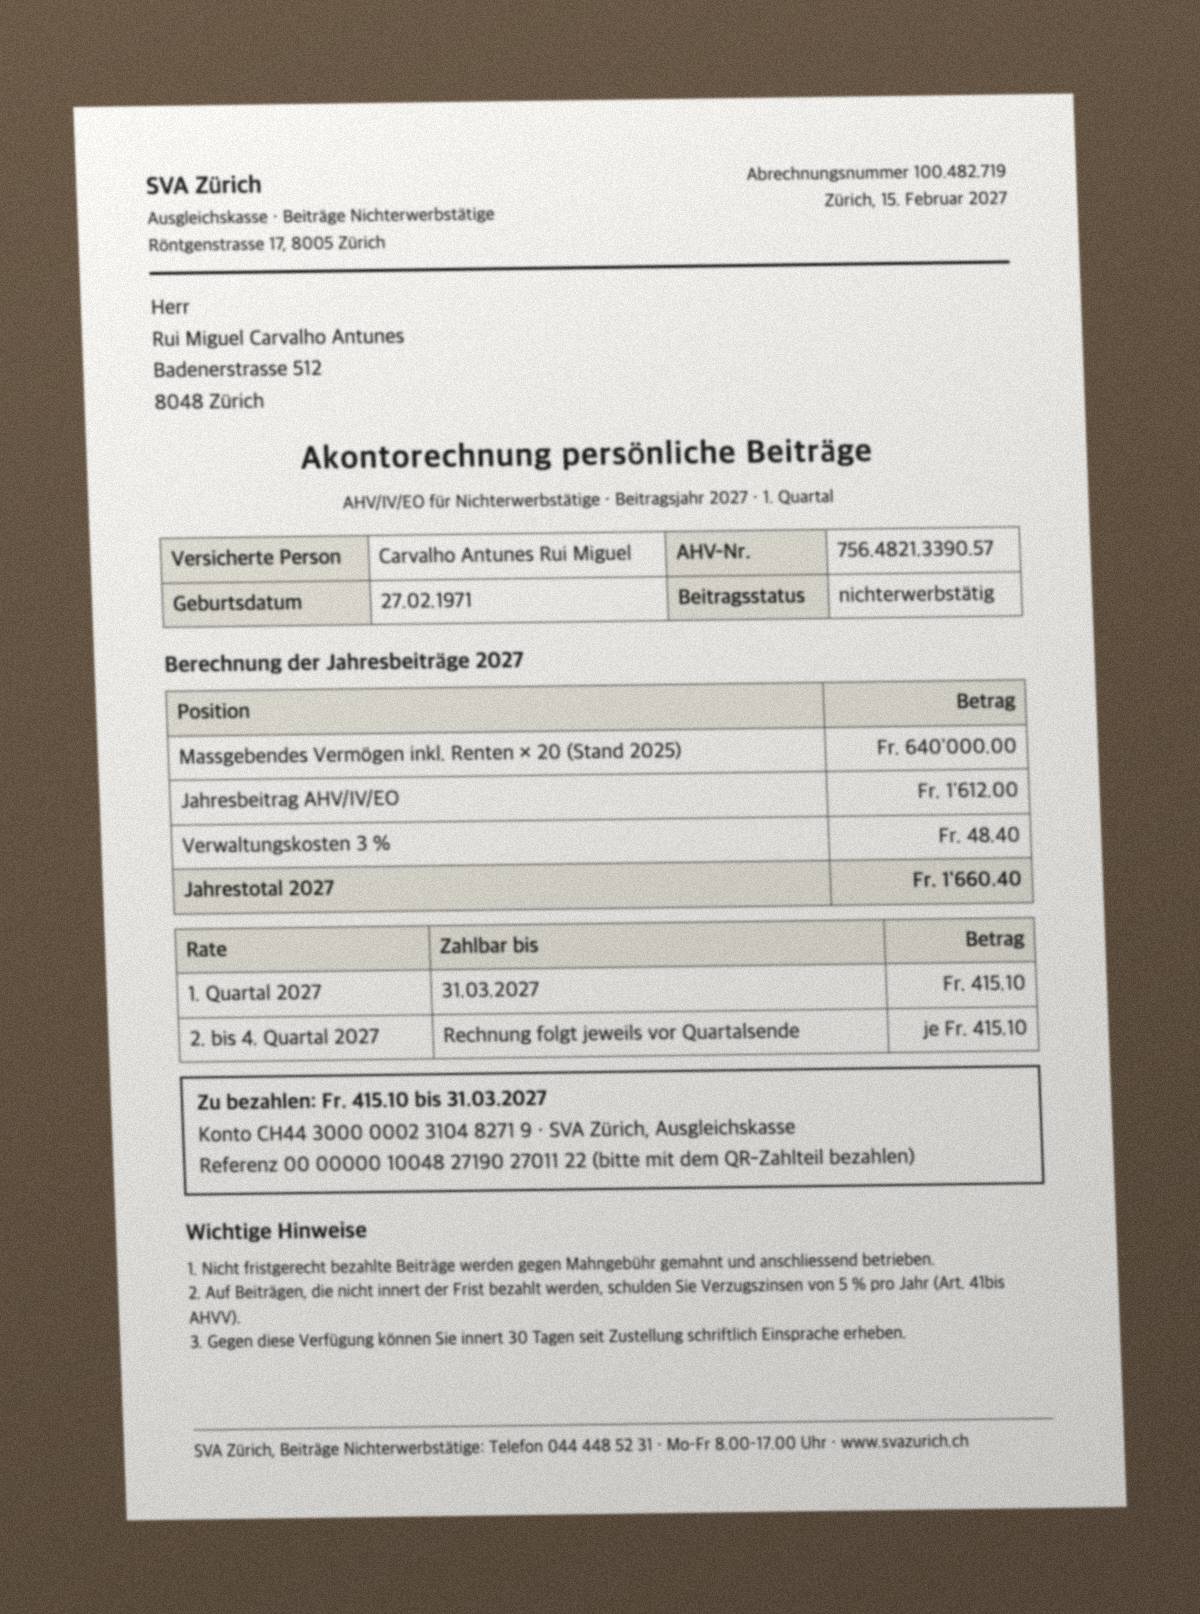 SVA Zürich
Ausgleichskasse · Beiträge Nichterwerbstätige
Röntgenstrasse 17, 8005 Zürich
Abrechnungsnummer 100.482.719
Zürich, 15. Februar 2027
Herr
Rui Miguel Carvalho Antunes
Badenerstrasse 512
8048 Zürich
Akontorechnung persönliche Beiträge
AHV/IV/EO für Nichterwerbstätige · Beitragsjahr 2027 · 1. Quartal
Versicherte Person Carvalho Antunes Rui Miguel AHV-Nr. 756.4821.3390.57
Geburtsdatum 27.02.1971 Beitragsstatus nichterwerbstätig
Berechnung der Jahresbeiträge 2027
Position Betrag
Massgebendes Vermögen inkl. Renten × 20 (Stand 2025) Fr. 640'000.00
Jahresbeitrag AHV/IV/EO Fr. 1'612.00
Verwaltungskosten 3 % Fr. 48.40
Jahrestotal 2027 Fr. 1'660.40
Rate Zahlbar bis Betrag
1. Quartal 2027 31.03.2027 Fr. 415.10
2. bis 4. Quartal 2027 Rechnung folgt jeweils vor Quartalsende je Fr. 415.10
Zu bezahlen: Fr. 415.10 bis 31.03.2027
Konto CH44 3000 0002 3104 8271 9 · SVA Zürich, Ausgleichskasse
Referenz 00 00000 10048 27190 27011 22 (bitte mit dem QR-Zahlteil bezahlen)
Wichtige Hinweise
1. Nicht fristgerecht bezahlte Beiträge werden gegen Mahngebühr gemahnt und anschliessend betrieben.
2. Auf Beiträgen, die nicht innert der Frist bezahlt werden, schulden Sie Verzugszinsen von 5 % pro Jahr (Art. 41bis
AHVV).
3. Gegen diese Verfügung können Sie innert 30 Tagen seit Zustellung schriftlich Einsprache erheben.
SVA Zürich, Beiträge Nichterwerbstätige: Telefon 044 448 52 31 · Mo-Fr 8.00-17.00 Uhr · www.svazurich.ch